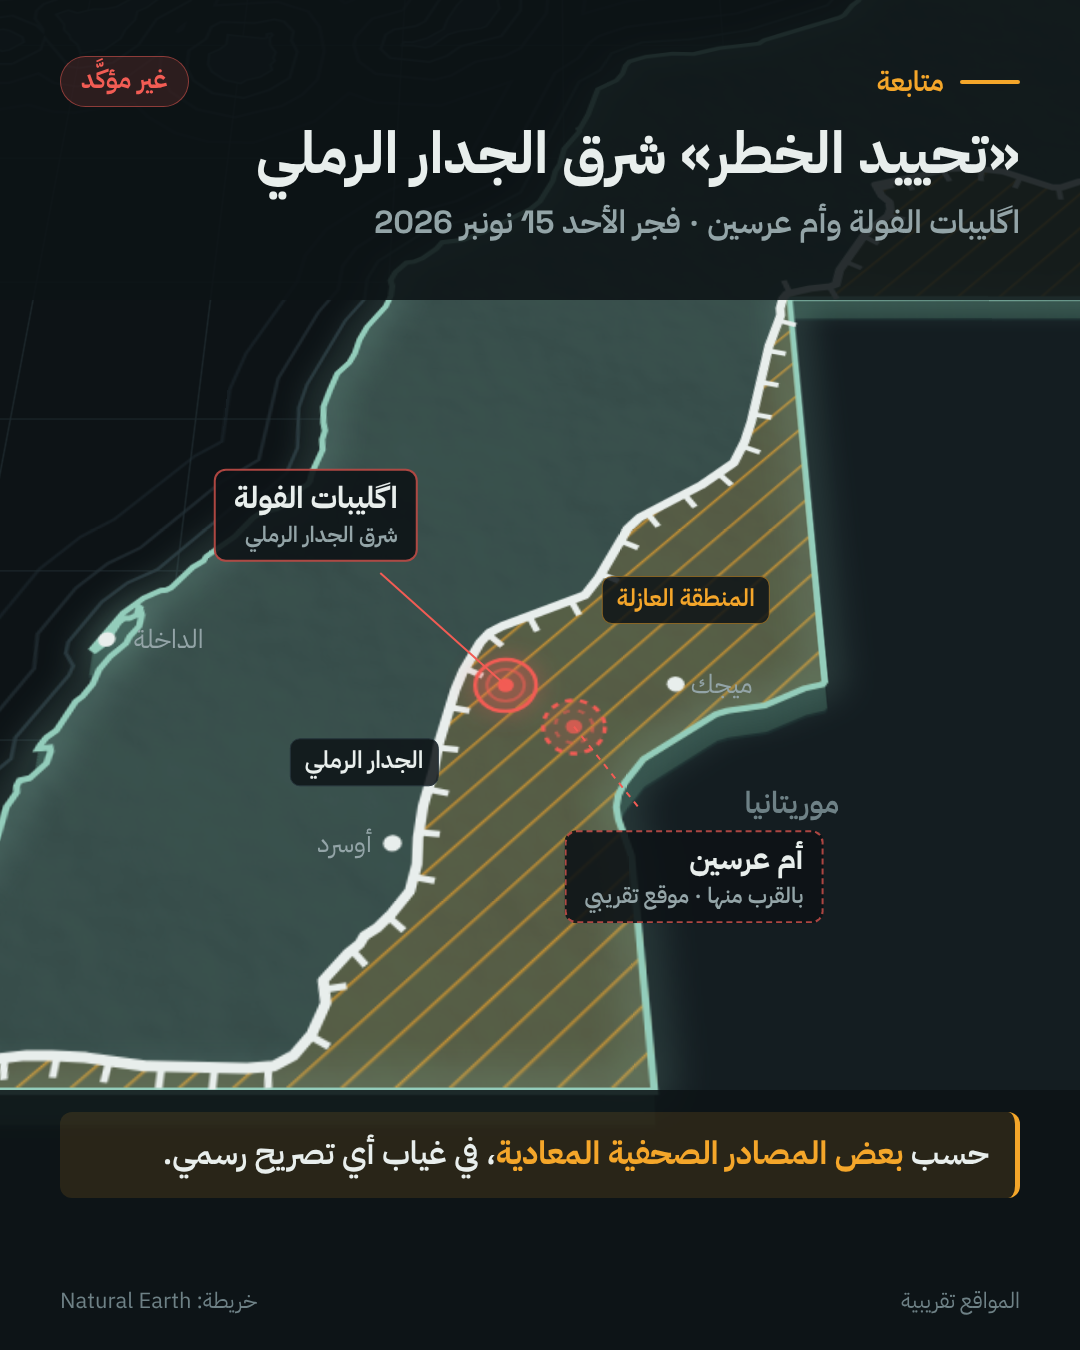 متابعة
غير مؤكَّد
«تحييد الخطر» شرق الجدار الرملي
اگليبات الفولة وأم عرسين · فجر الأحد 15 نونبر 2026
اگليبات الفولة
شرق الجدار الرملي
المنطقة العازلة
الداخلة
ميجك
الجدار الرملي
موريتانيا
أوسرد
أم عرسين
بالقرب منها · موقع تقريبي
حسب بعض المصادر الصحفية المعادية، في غياب أي تصريح رسمي.
المواقع تقريبية
خريطة: Natural Earth